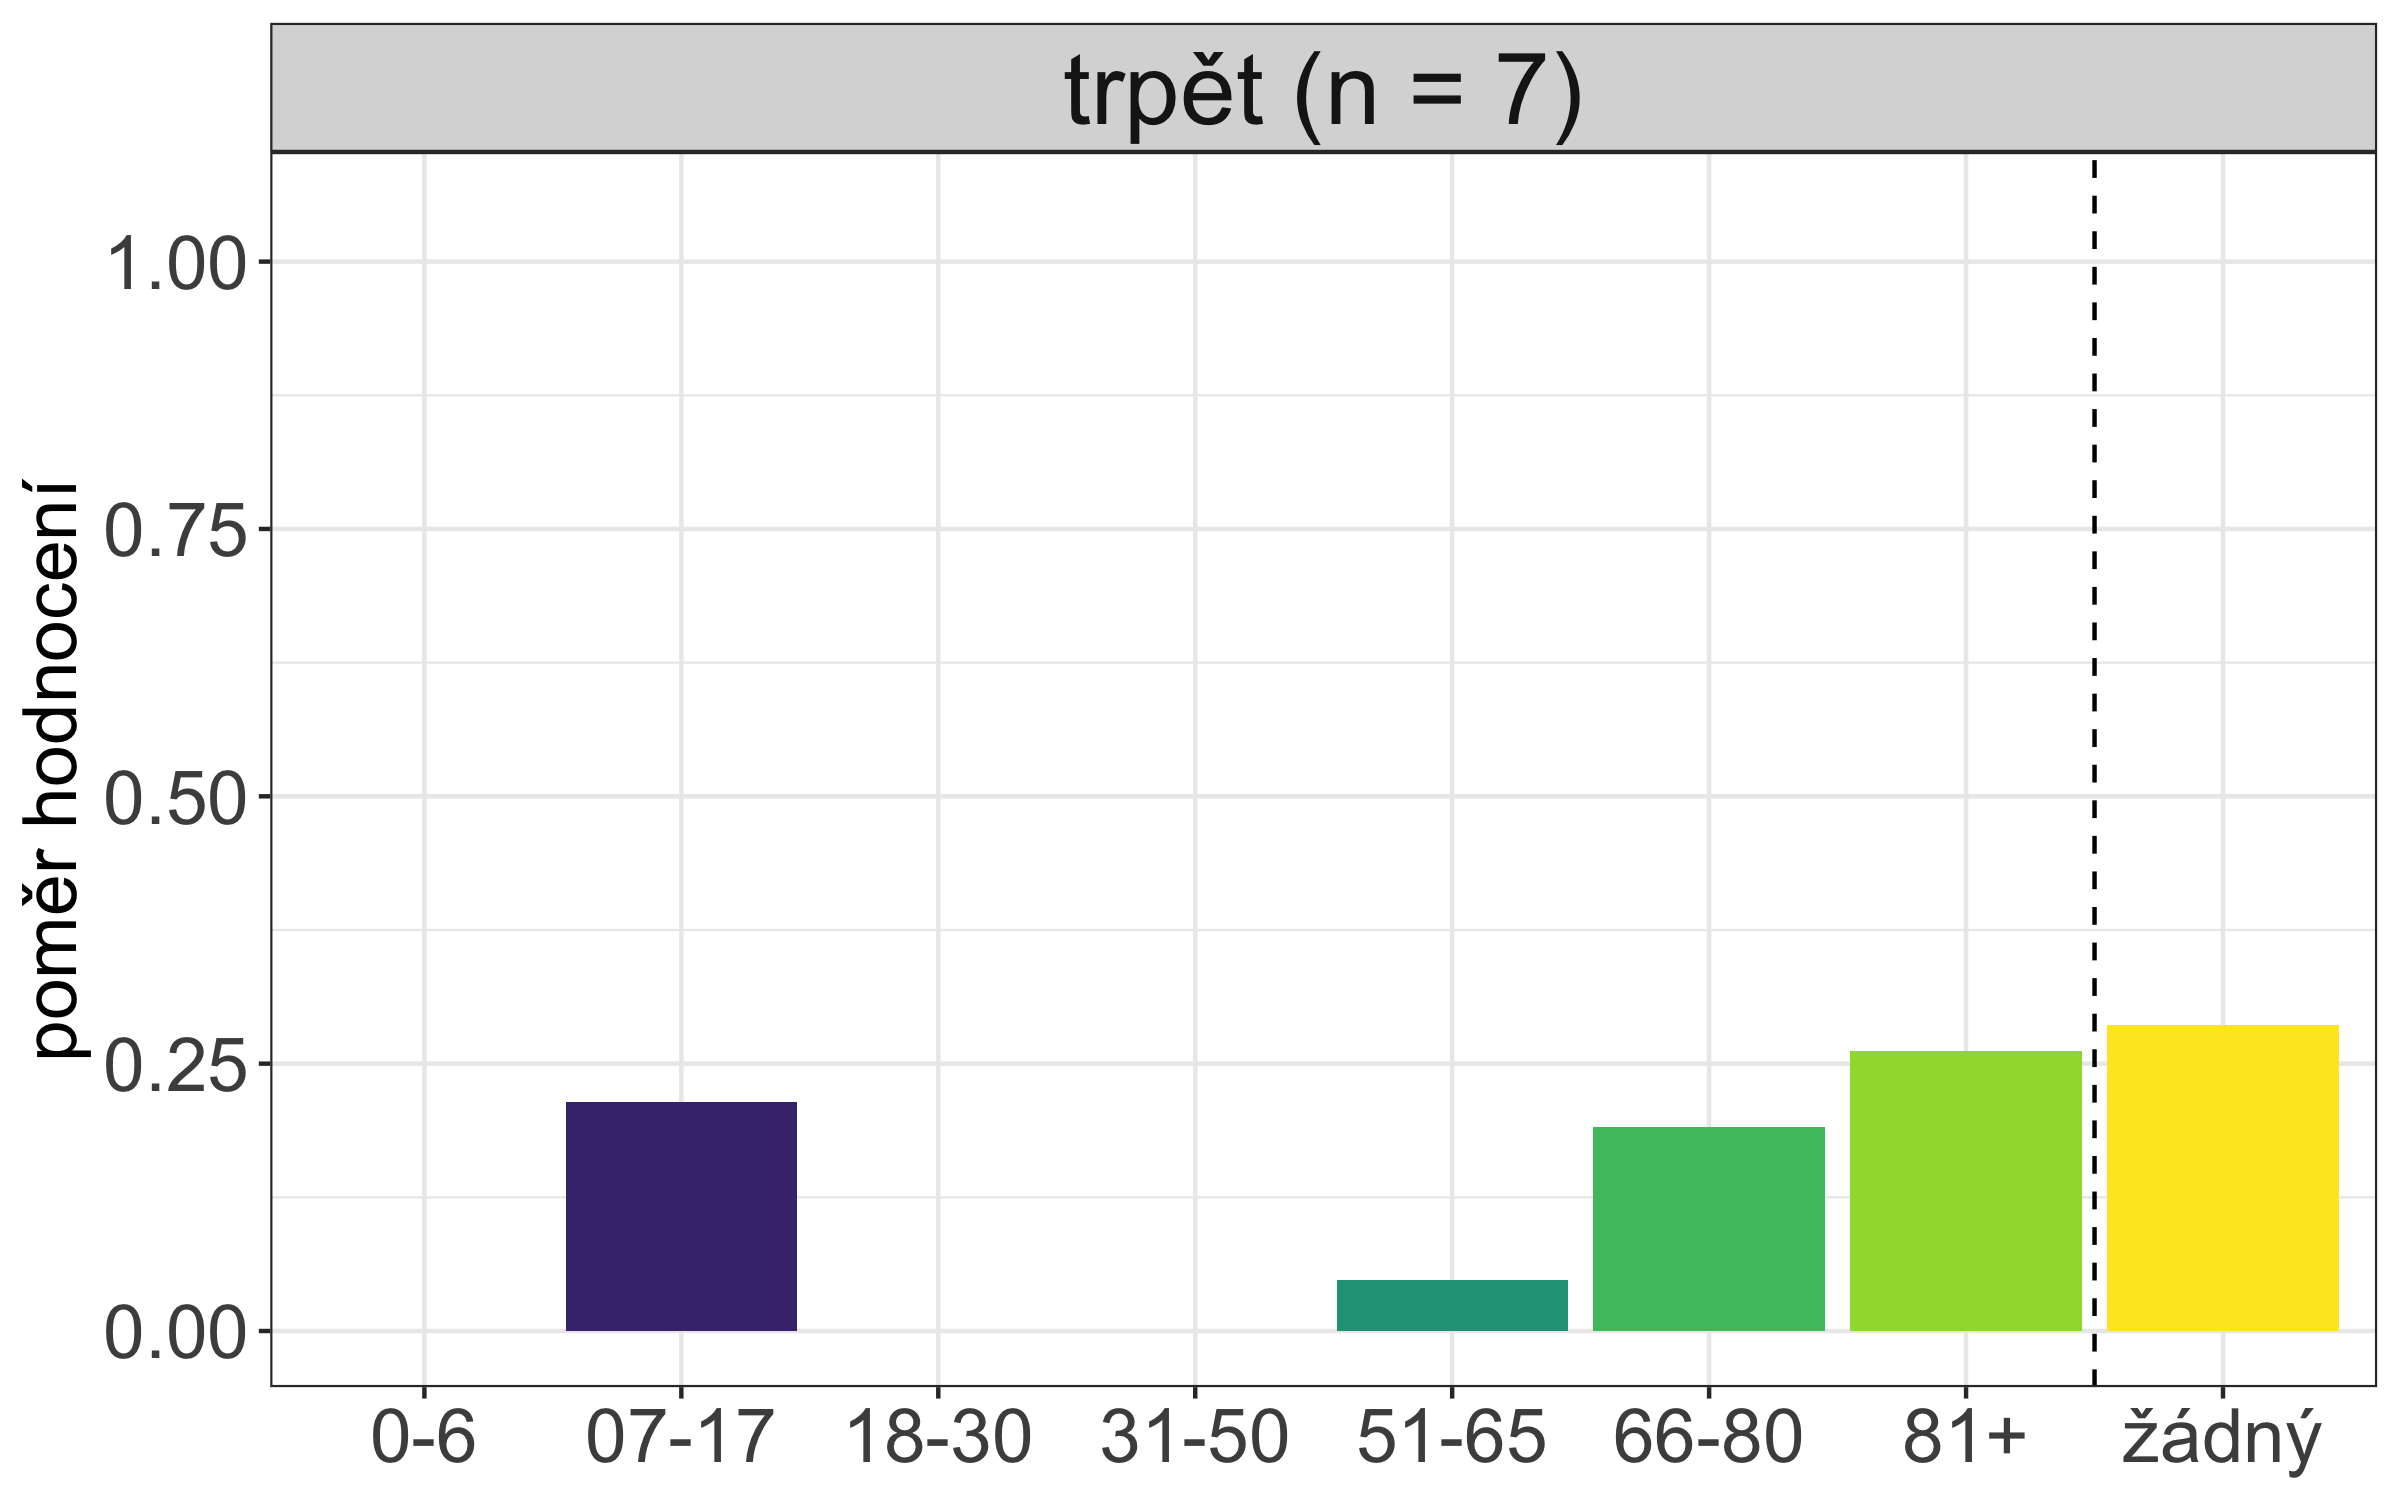 trpět (n = 7)
poměr hodnocení
1.00
0.75
0.50
0.25
0.00
0-6 07-17 18-30 31-50 51-65 66-80 81+ žádný